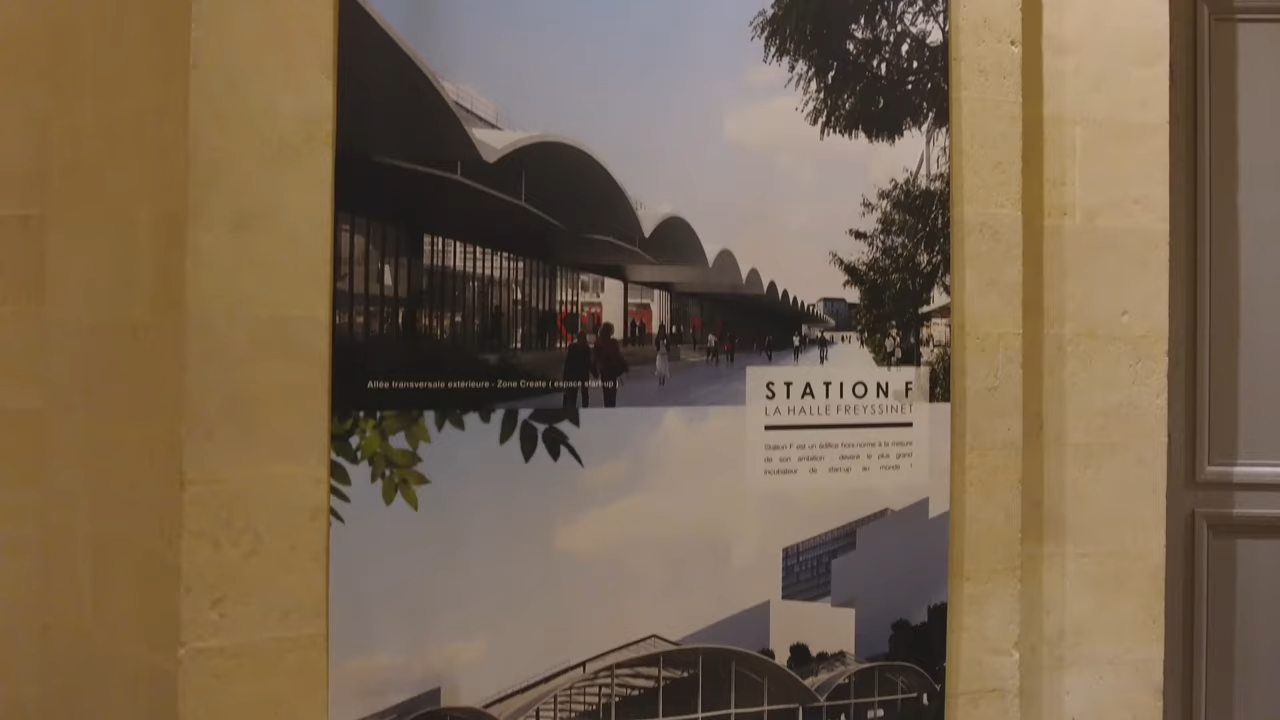 Allée transversale extérieure - Zone Create ( espace start-up )
STATION F
LA HALLE FREYSSINET
Station F est un édifice hors-norme à la mesure
de son ambition : devenir le plus grand
incubateur de start-up au monde !